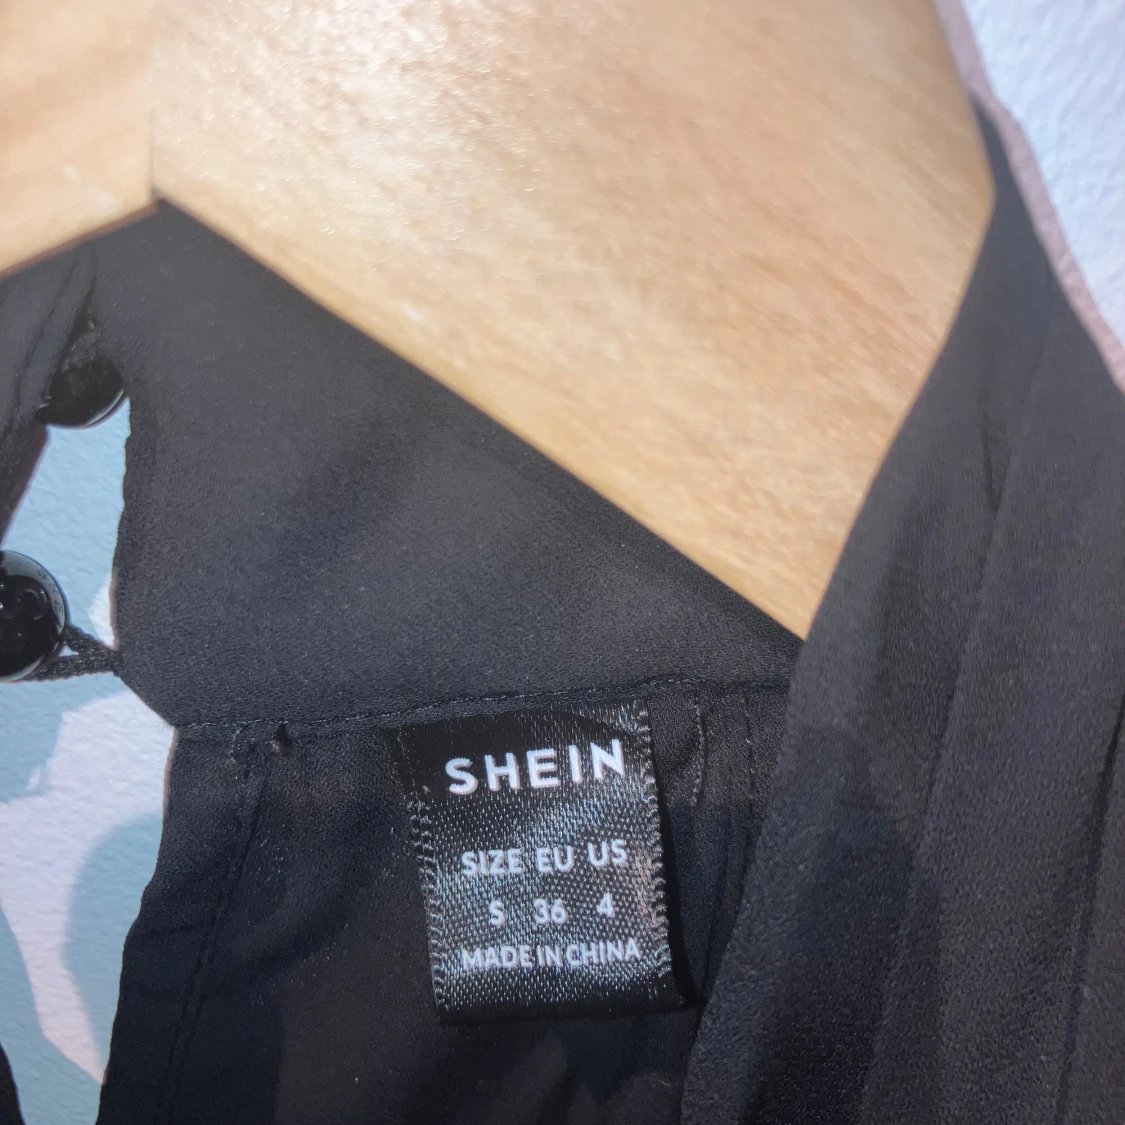 SHEIN
SIZE EU US
S 36 4
MADE IN CHINA